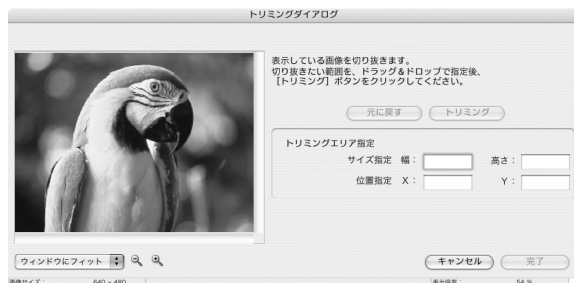 トリミングダイアログ
表示している画像を切り抜きます。
切り抜きたい範囲を、ドラッグ&ドロップで指定後、
[トリミング] ボタンをクリックしてください。
元に戻す トリミング
トリミングエリア指定
サイズ指定 幅： 高さ：
位置指定 X： Y：
ウィンドウにフィット キャンセル 完了
画像サイズ： 640 x 480 表示倍率： 54 %